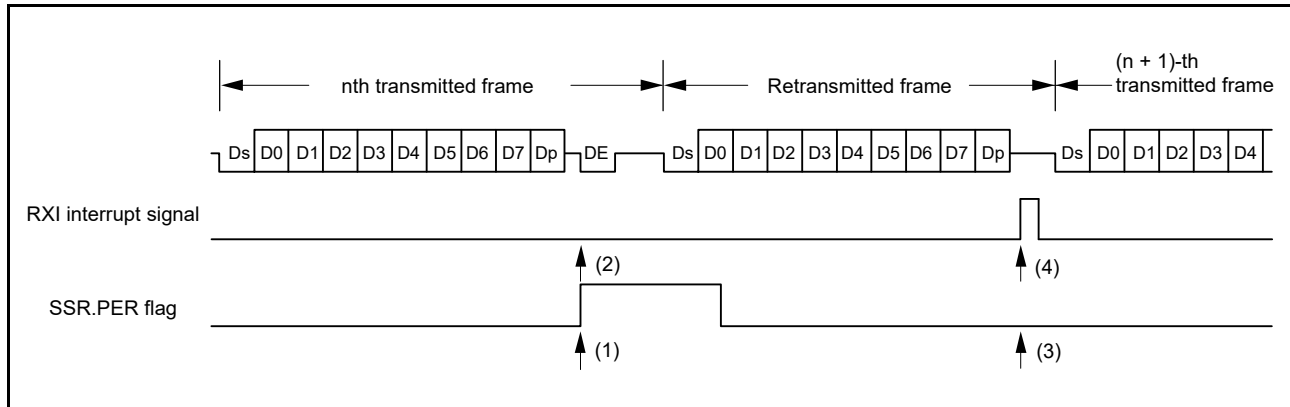 nth transmitted frame
Retransmitted frame
(n + 1)-th
transmitted frame
Ds D0 D1 D2 D3 D4 D5 D6 D7 Dp DE Ds D0 D1 D2 D3 D4 D5 D6 D7 Dp Ds D0 D1 D2 D3 D4
RXI interrupt signal
(2)
(4)
SSR.PER flag
(1)
(3)